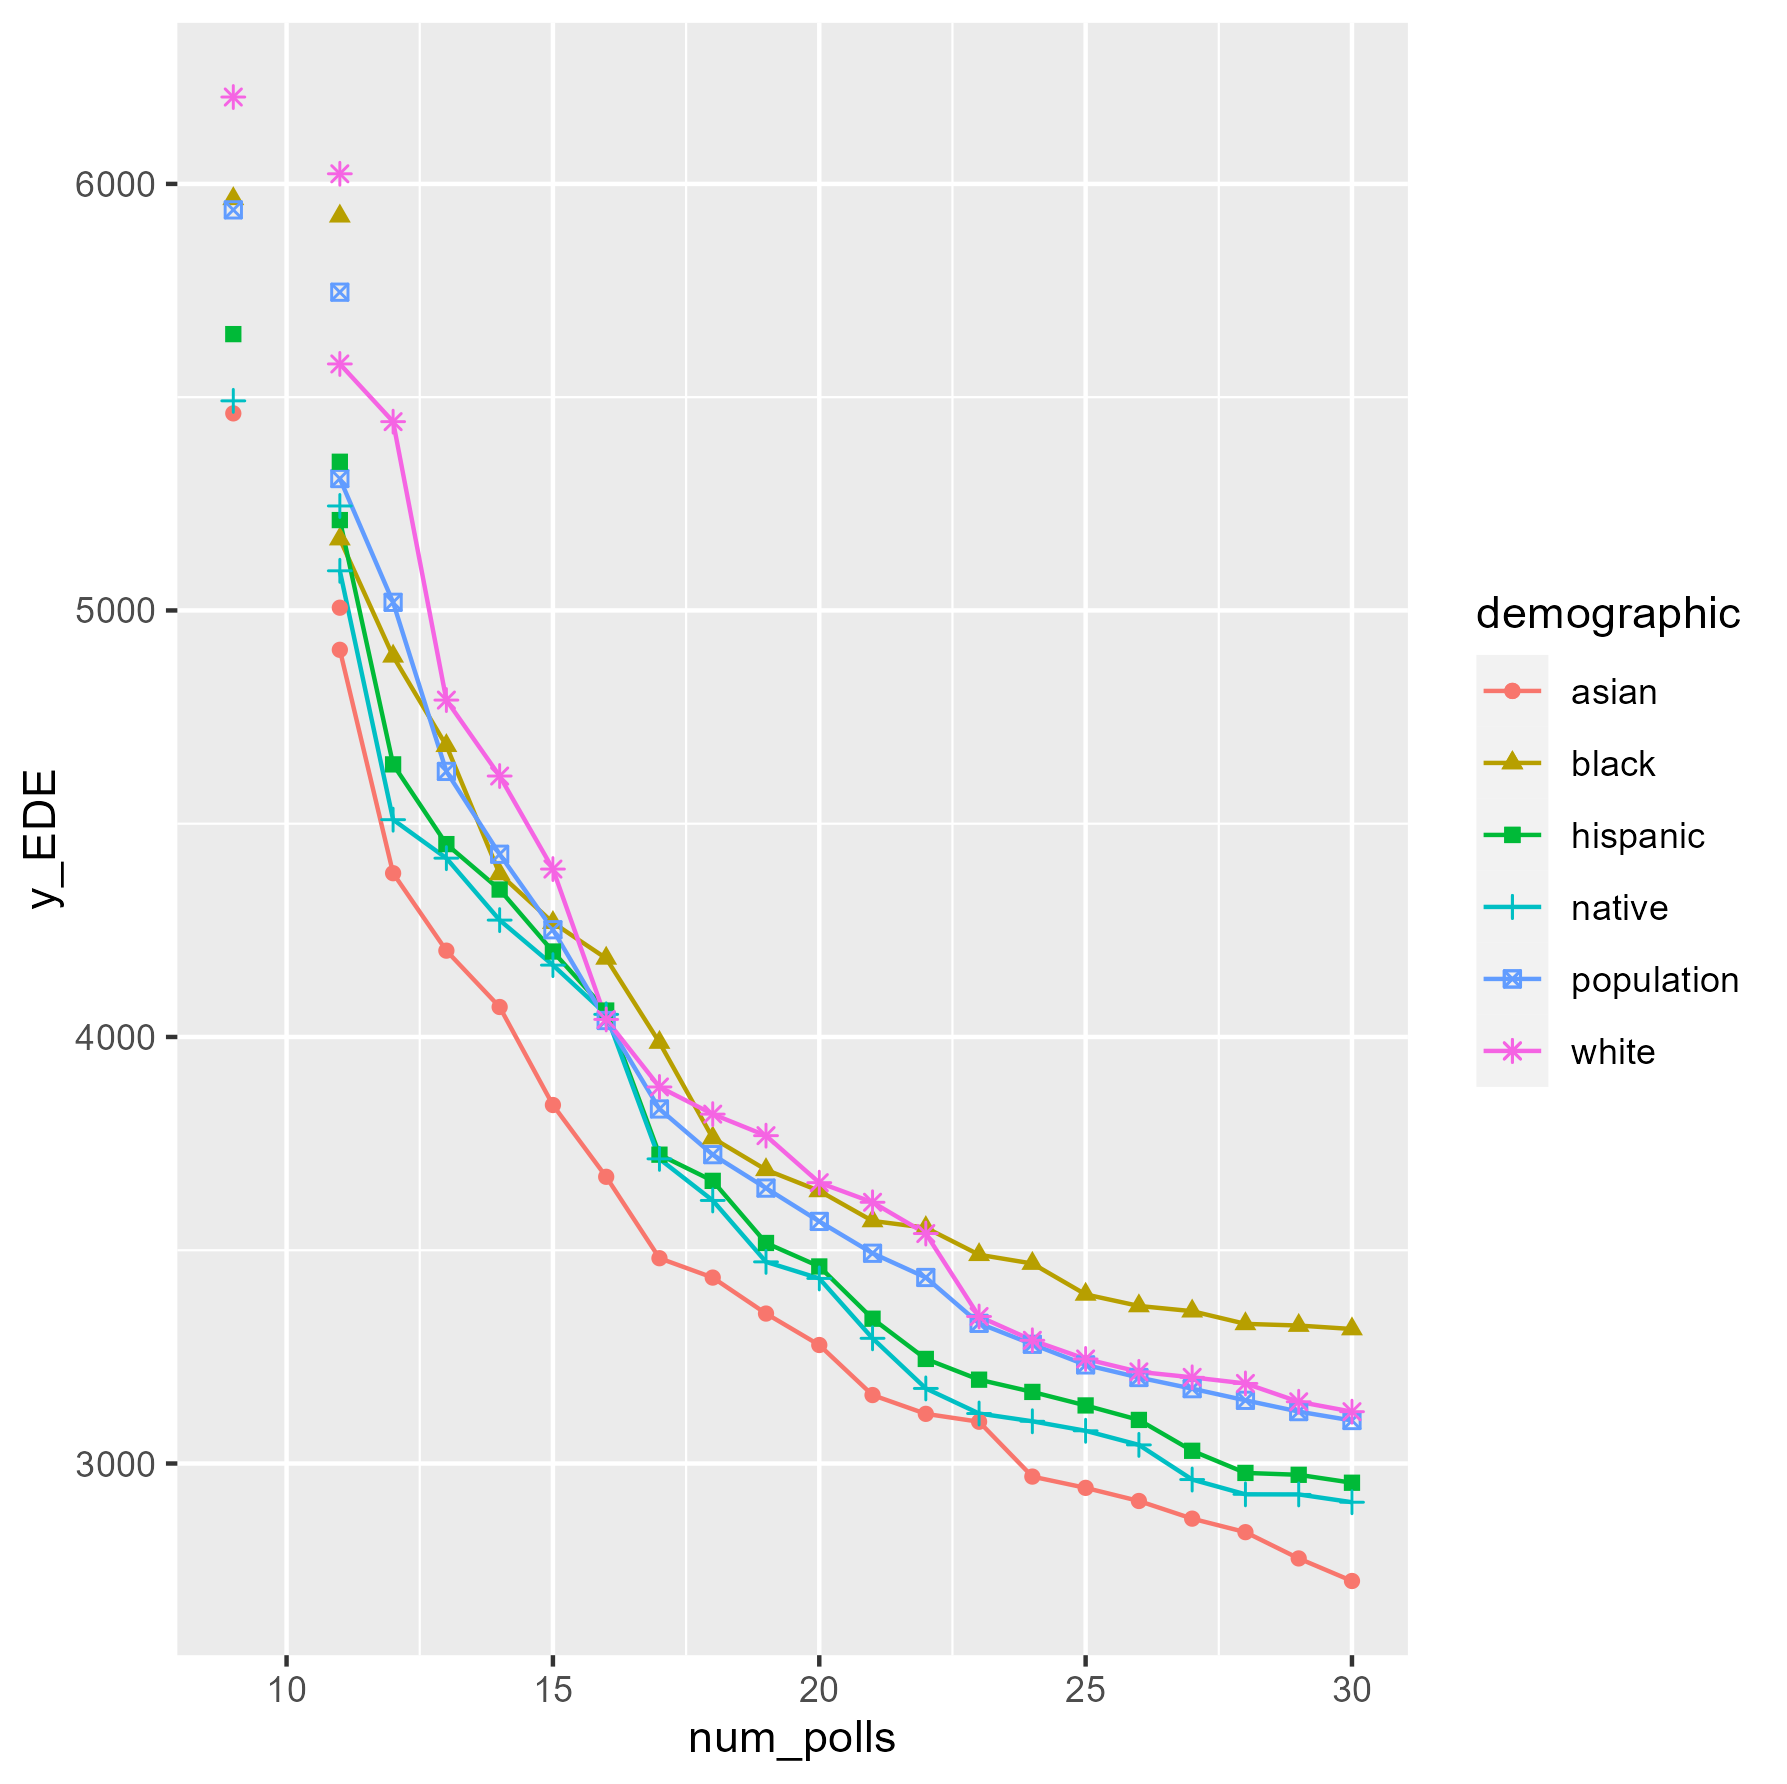 6000
5000
4000
3000
y_EDE
10 15 20 25 30
num_polls
demographic
asian
black
hispanic
native
population
white